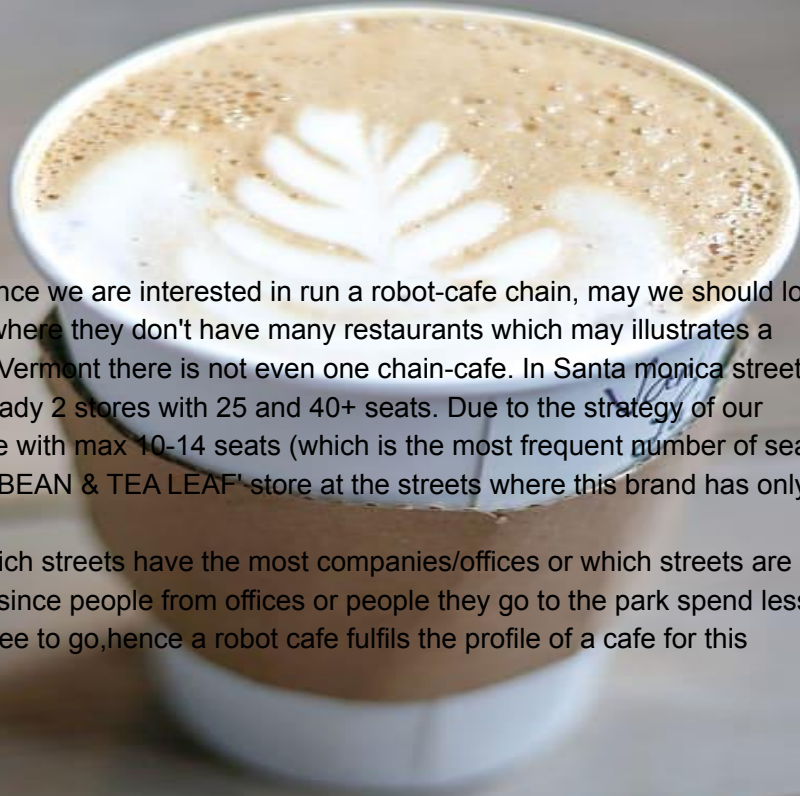 nce we are interested in run a robot-cafe chain, may we should lo
where they don't have many restaurants which may illustrates a
Vermont there is not even one chain-cafe. In Santa monica street
ady 2 stores with 25 and 40+ seats. Due to the strategy of our
e with max 10-14 seats (which is the most frequent number of sea
BEAN & TEA LEAF' store at the streets where this brand has only
ich streets have the most companies/offices or which streets are
since people from offices or people they go to the park spend less
ee to go,hence a robot cafe fulfils the profile of a cafe for this